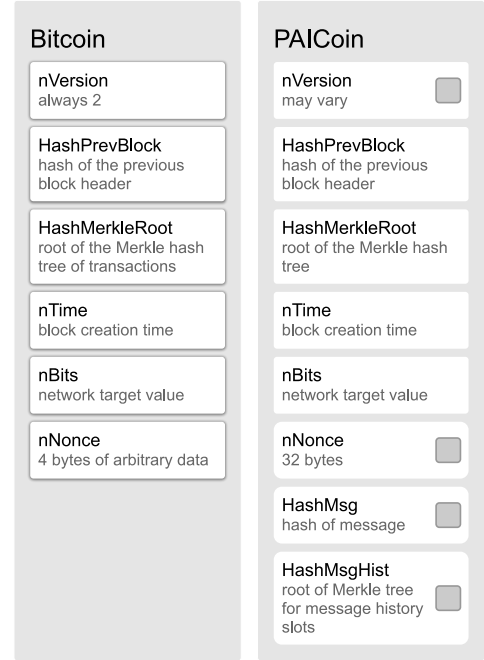 Bitcoin
nVersion
always 2
HashPrevBlock
hash of the previous
block header
HashMerkleRoot
root of the Merkle hash
tree of transactions
nTime
block creation time
nBits
network target value
nNonce
4 bytes of arbitrary data
PAICoin
nVersion
may vary
HashPrevBlock
hash of the previous
block header
HashMerkleRoot
root of the Merkle hash
tree
nTime
block creation time
nBits
network target value
nNonce
32 bytes
HashMsg
hash of message
HashMsgHist
root of Merkle tree
for message history
slots